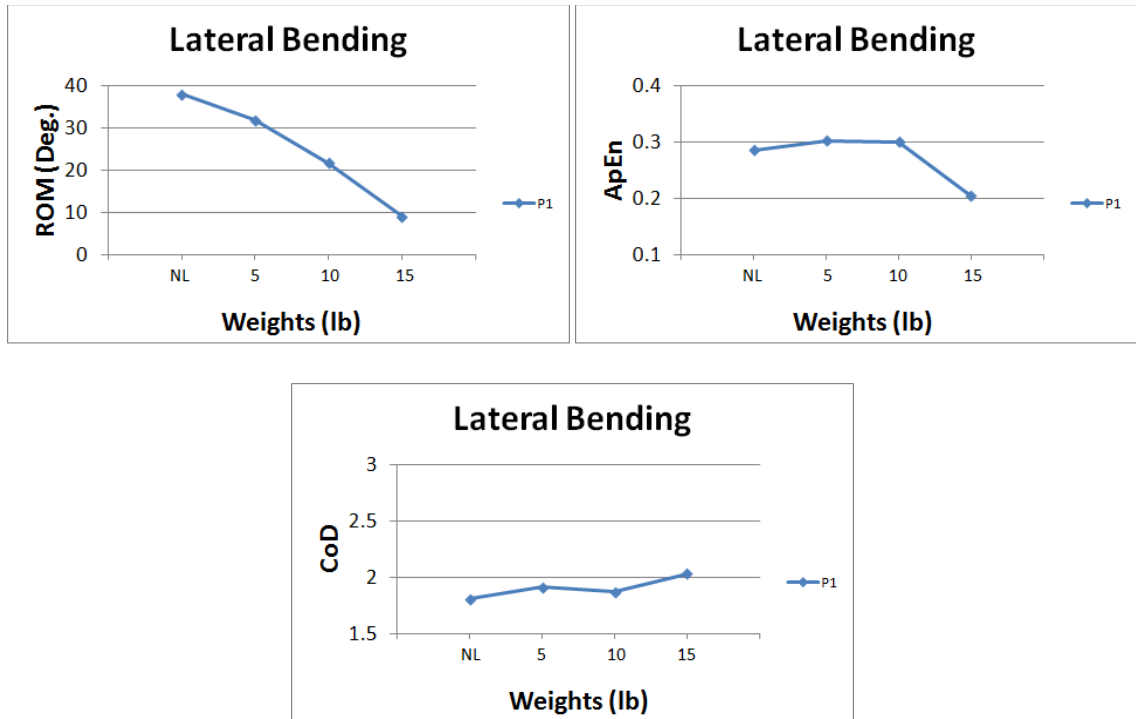 Lateral Bending
ROM (Deg.)
40
30
20
10
0
NL 5 10 15
Weights (lb)
P1
Lateral Bending
ApEn
0.4
0.3
0.2
0.1
NL 5 10 15
Weights (lb)
P1
Lateral Bending
CoD
3
2.5
2
1.5
NL 5 10 15
Weights (lb)
P1